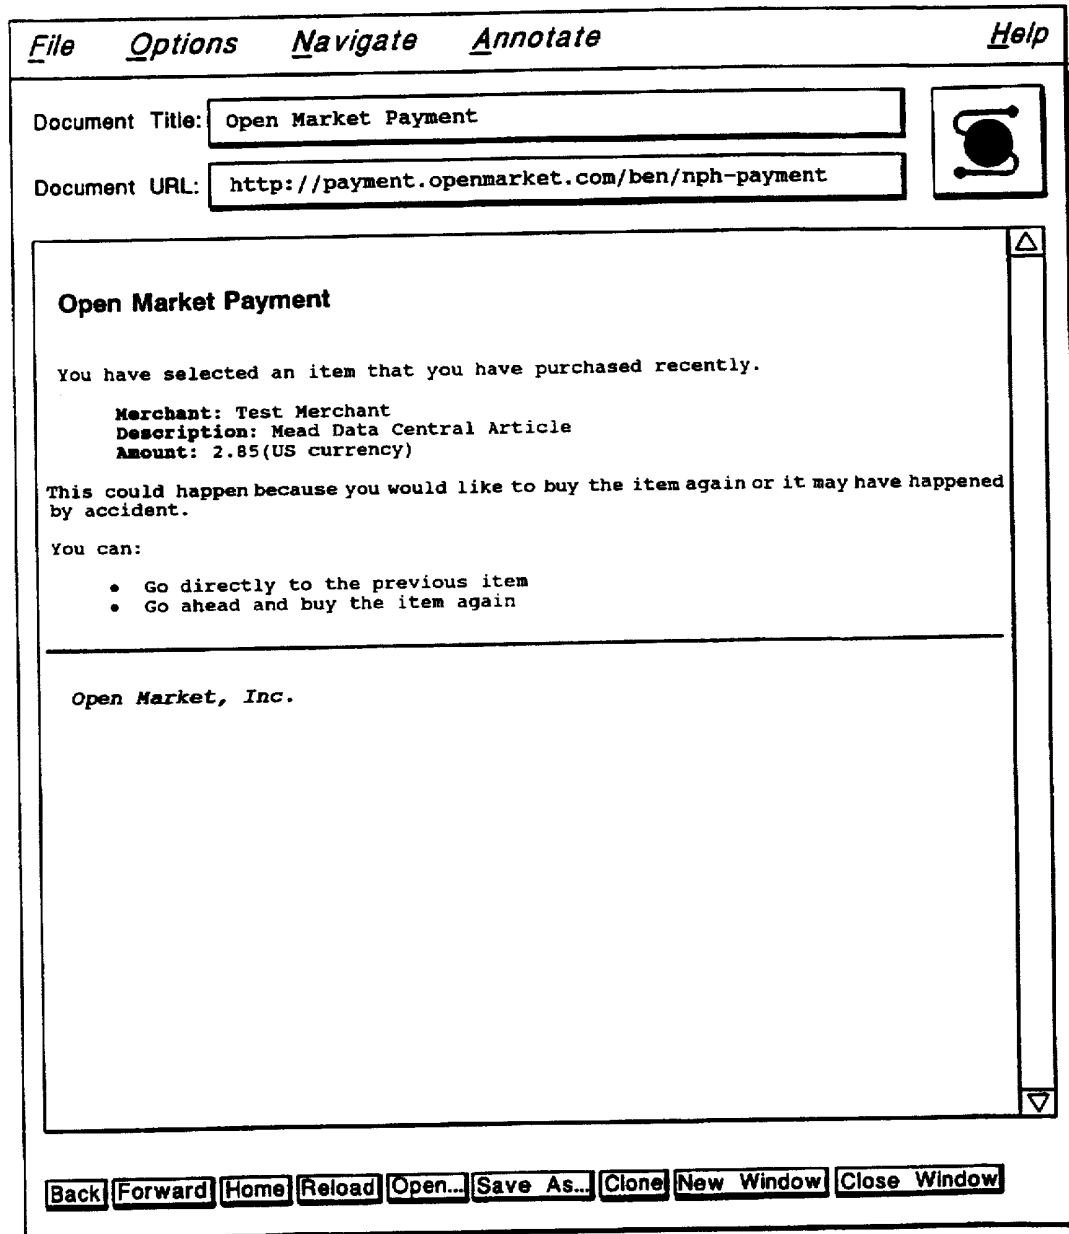 File Options Navigate Annotate Help
Document Title: Open Market Payment
Document URL: http://payment.openmarket.com/ben/nph-payment
Open Market Payment
You have selected an item that you have purchased recently.
Merchant: Test Merchant
Description: Mead Data Central Article
Amount: 2.85(US currency)
This could happen because you would like to buy the item again or it may have happened
by accident.
You can:
• Go directly to the previous item
• Go ahead and buy the item again
Open Market, Inc.
Back Forward Home Reload Open... Save As... Clone New Window Close Window